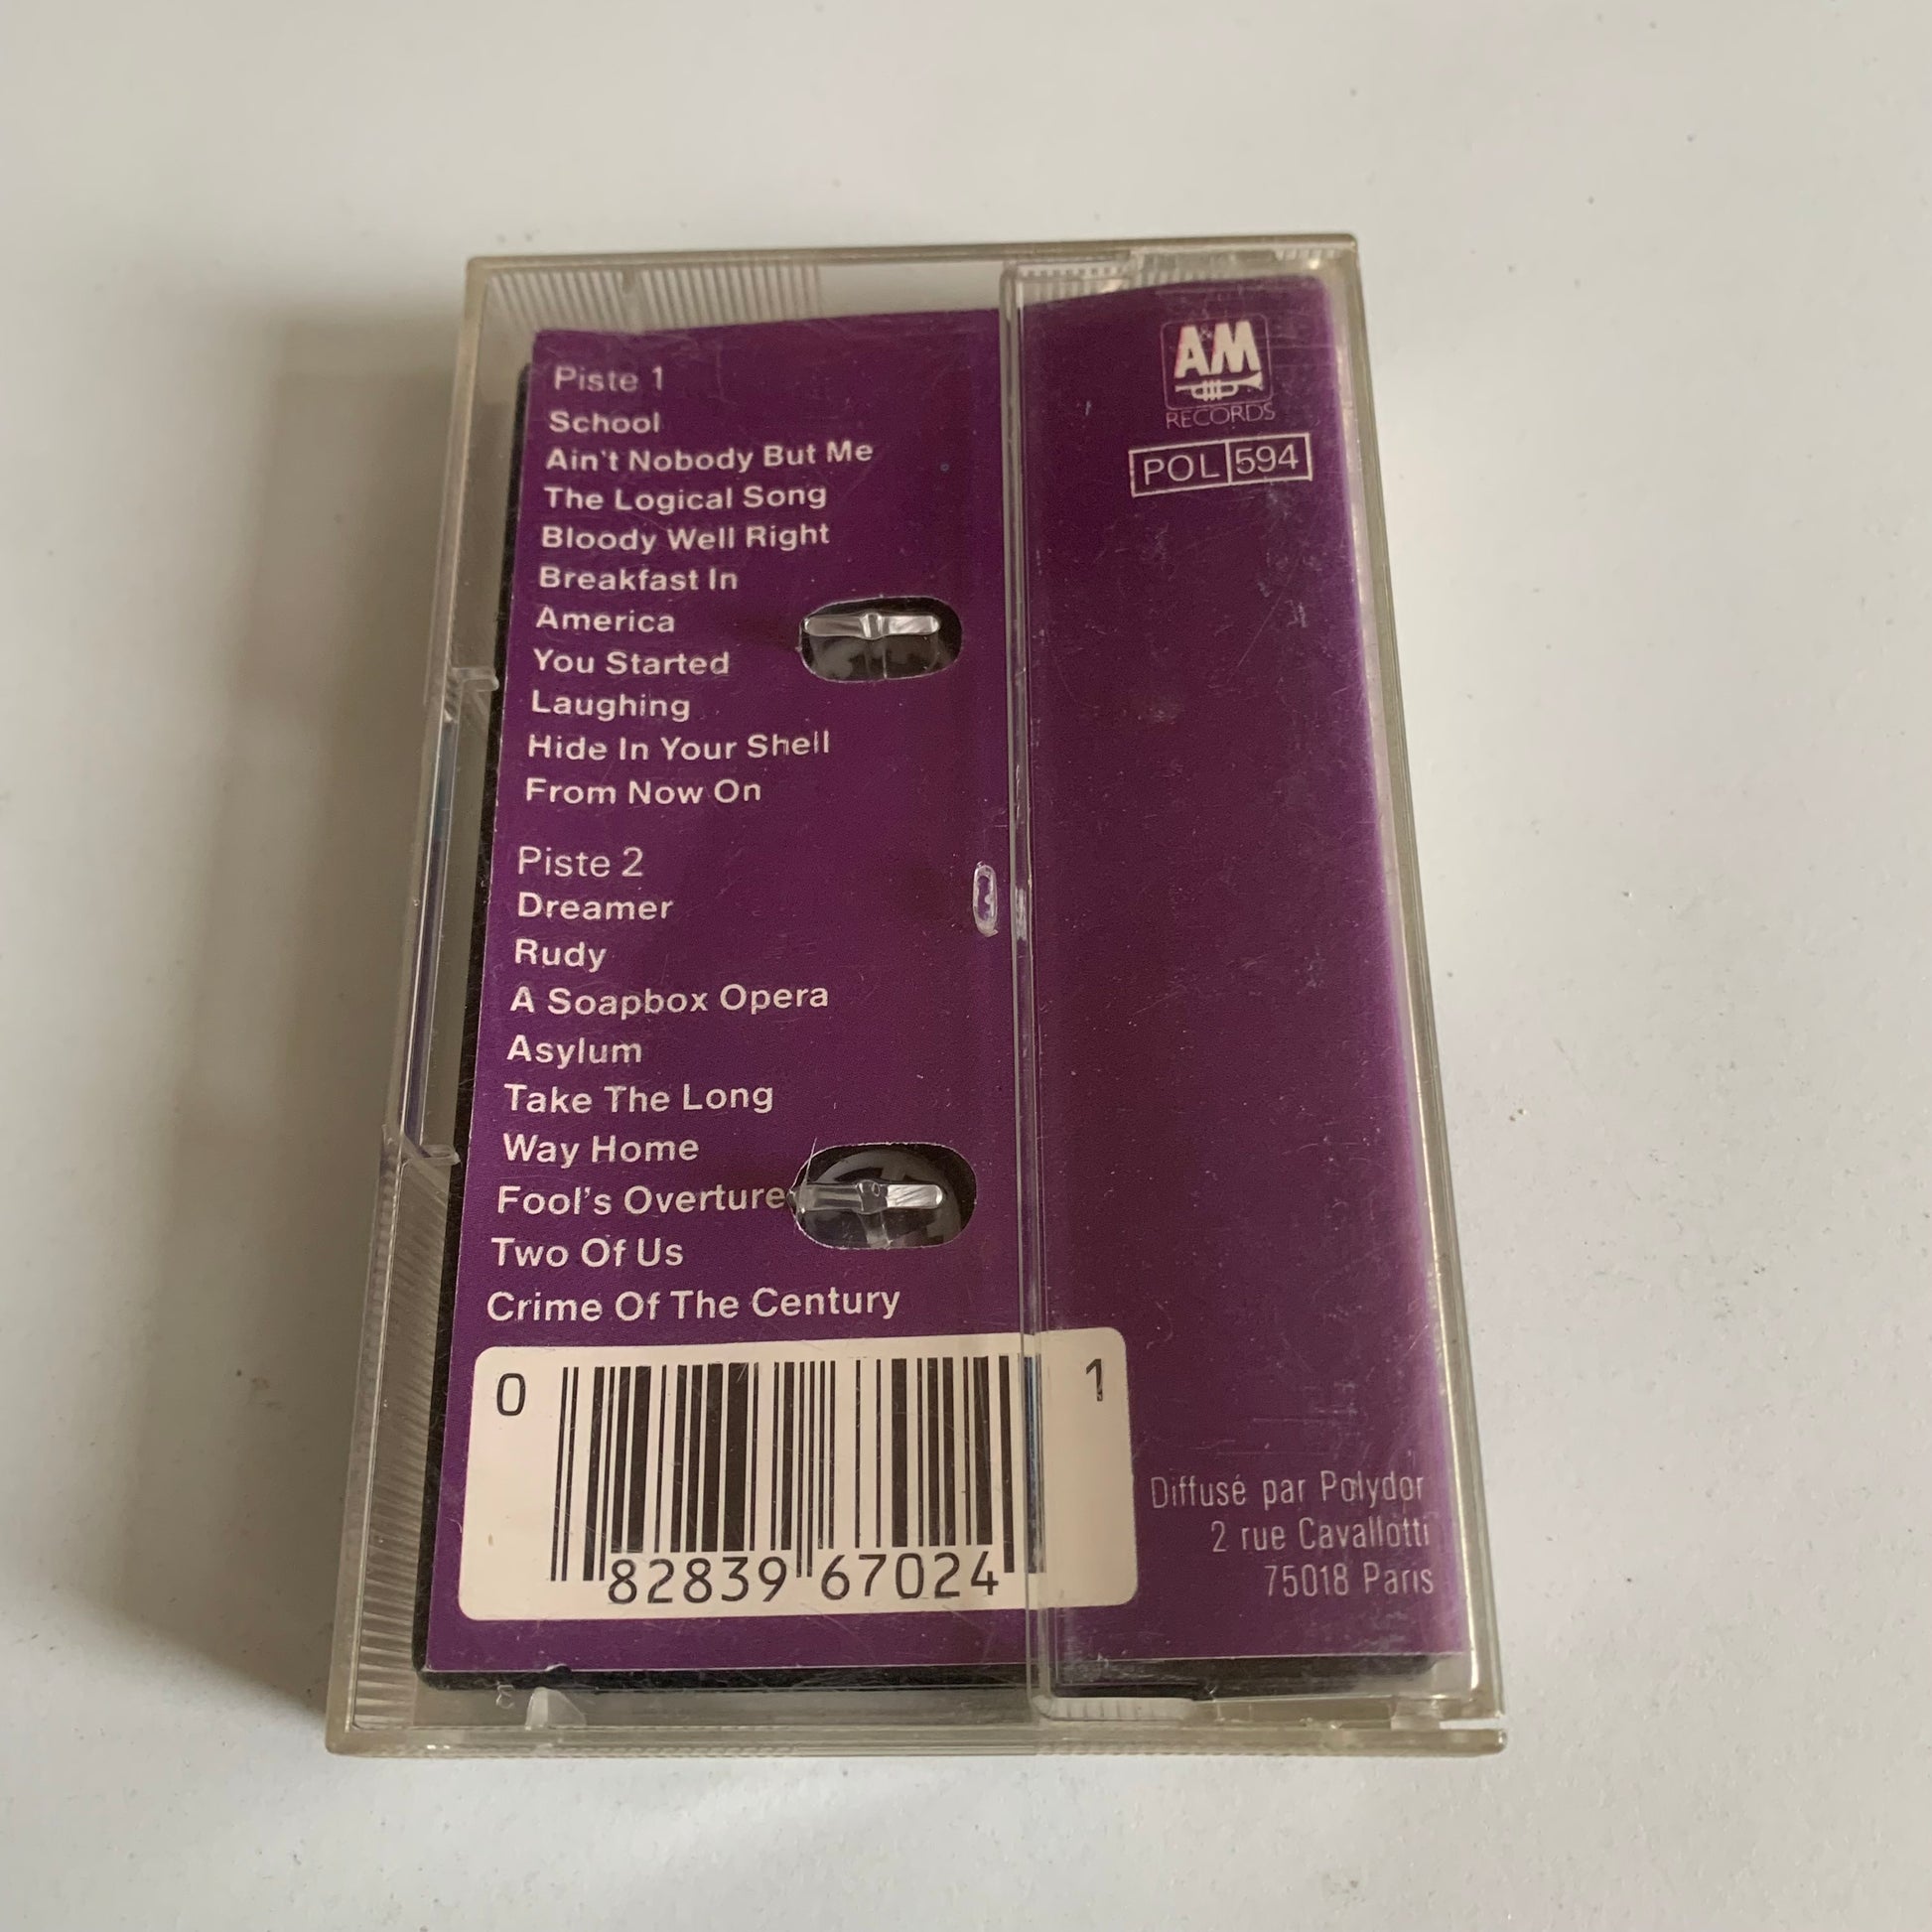 Piste 1
School
Ain't Nobody But Me
The Logical Song
Bloody Well Right
Breakfast In
America
You Started
Laughing
Hide In Your Shell
From Now On
Piste 2
Dreamer
Rudy
A Soapbox Opera
Asylum
Take The Long
Way Home
Fool's Overture
Two Of Us
Crime Of The Century
0 82839 67024 1
A&M
RECORDS
POL 594
Diffusé par Polydor
2 rue Cavallotti
75018 Paris